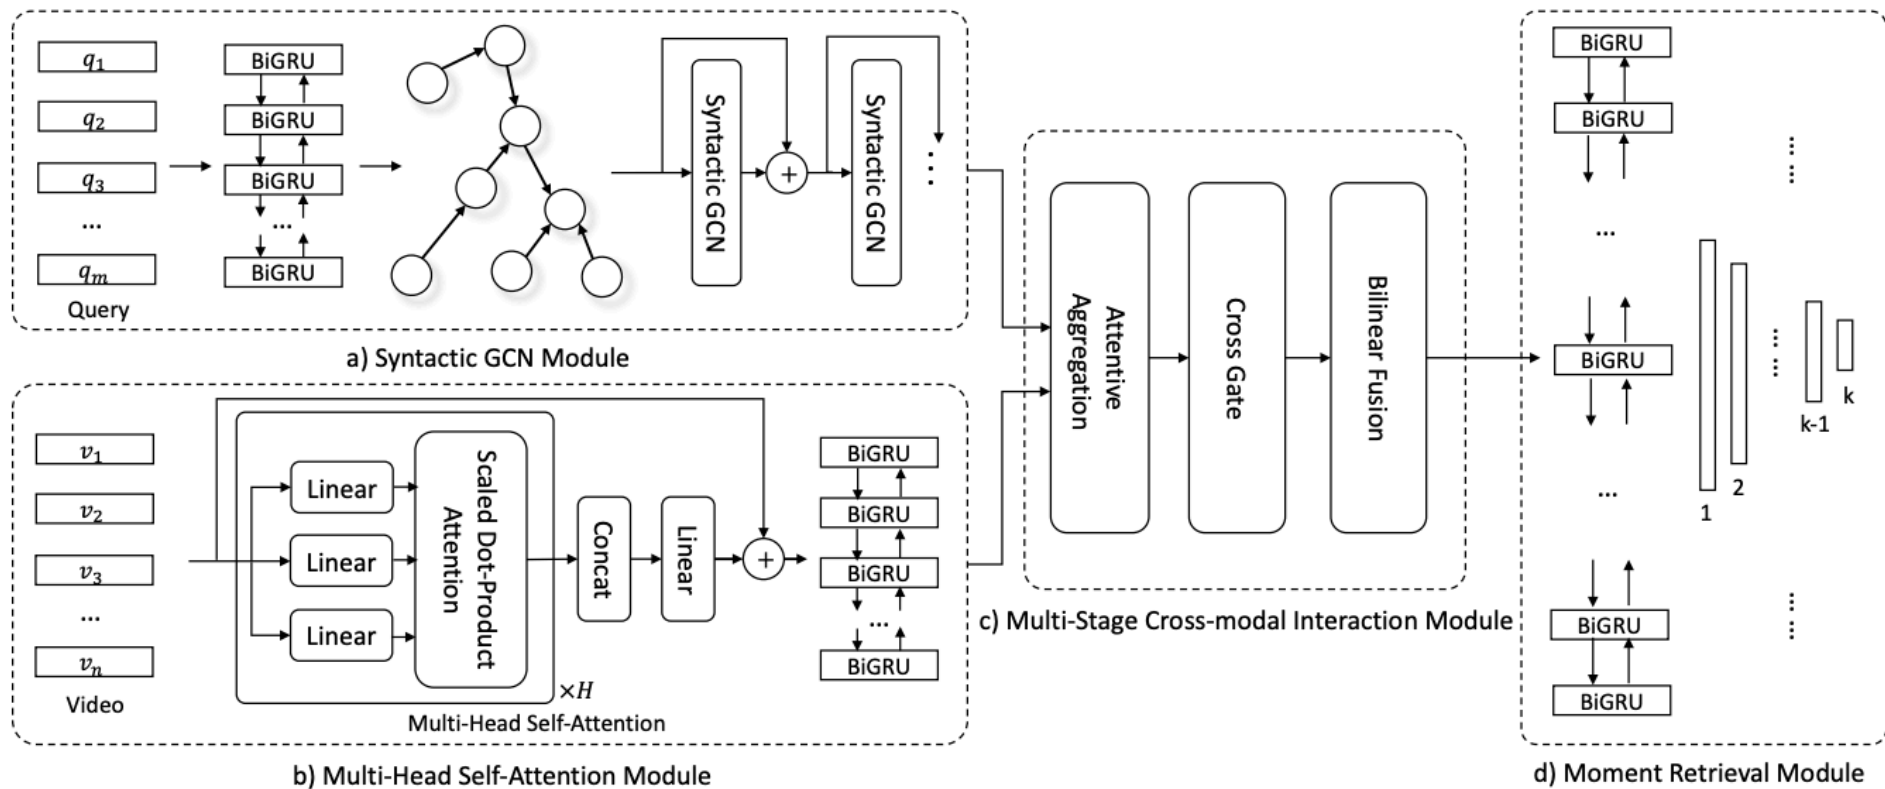 q1
q2
q3
...
qm
Query
BiGRU
BiGRU
BiGRU
...
BiGRU
Syntactic GCN
+
Syntactic GCN
...
a) Syntactic GCN Module
v1
v2
v3
...
vn
Video
Linear
Linear
Linear
Scaled Dot-Product
Attention
×H
Multi-Head Self-Attention
Concat
Linear
+
BiGRU
BiGRU
BiGRU
...
BiGRU
b) Multi-Head Self-Attention Module
Attentive
Aggregation
Cross Gate
Bilinear Fusion
c) Multi-Stage Cross-modal Interaction Module
BiGRU
BiGRU
...
BiGRU
...
BiGRU
BiGRU
1
2
k-1
k
d) Moment Retrieval Module